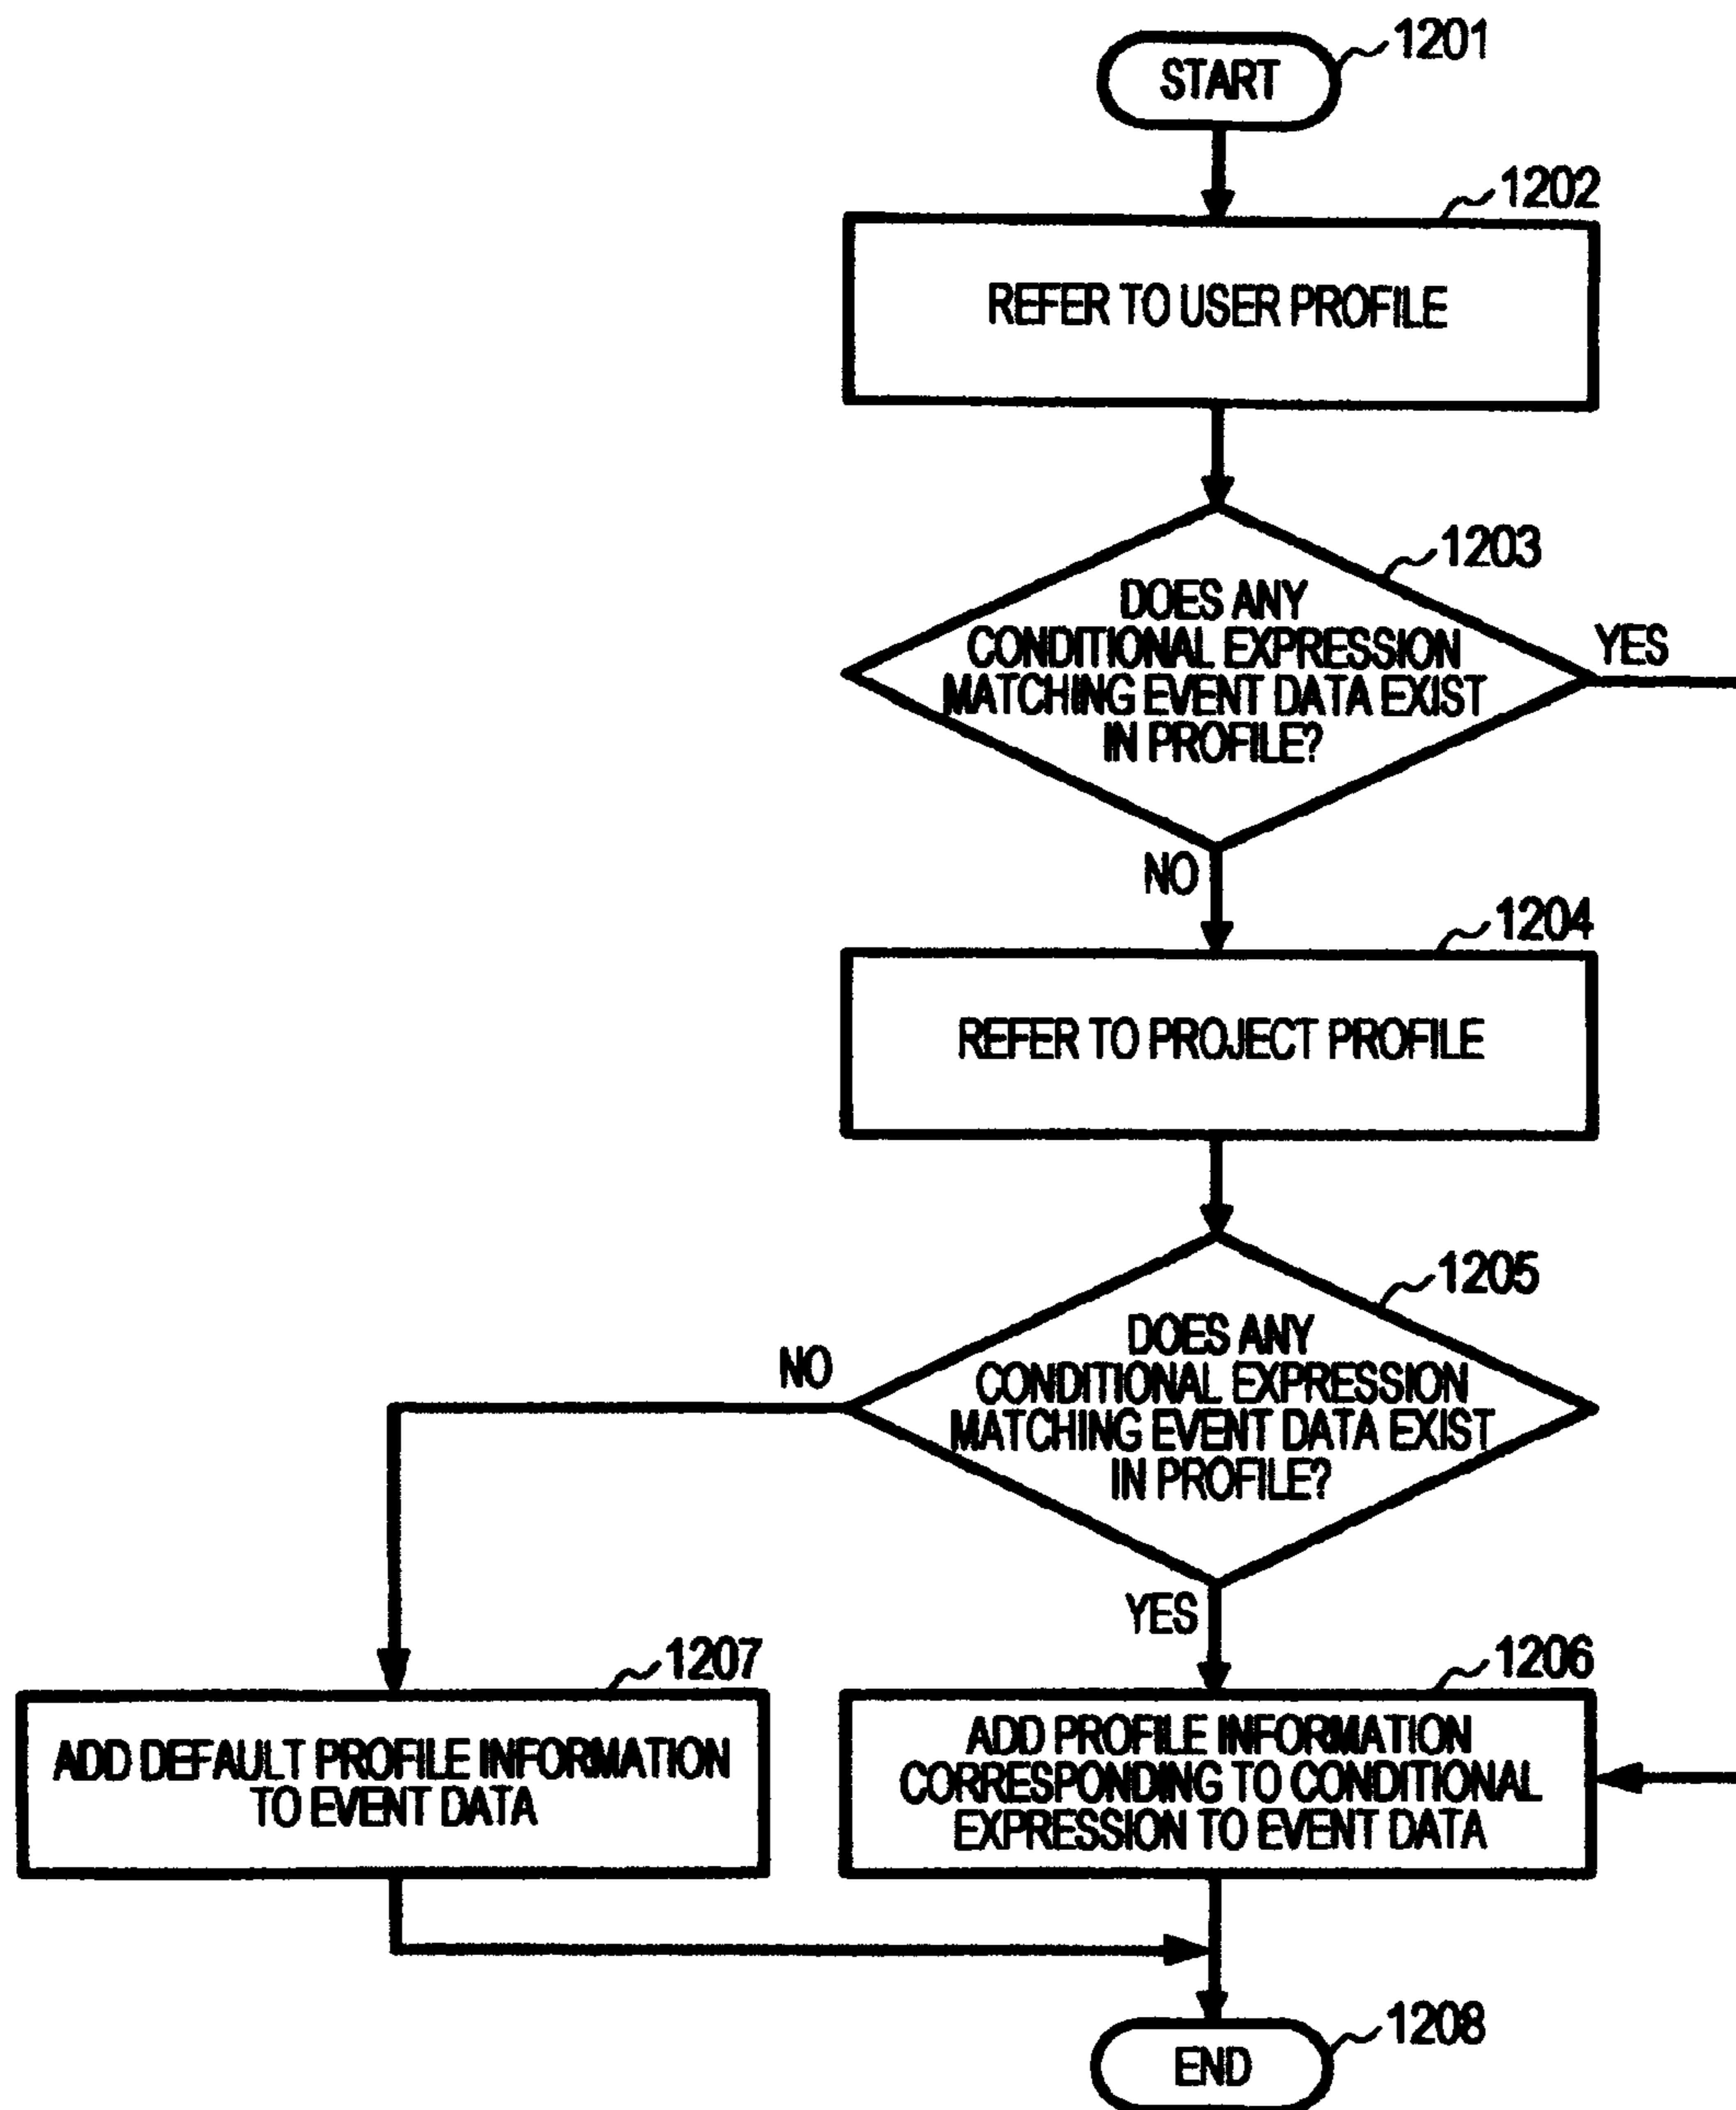 1201
START
1202
REFER TO USER PROFILE
1203
DOES ANY
CONDITIONAL EXPRESSION
MATCHING EVENT DATA EXIST
IN PROFILE?
YES
NO
1204
REFER TO PROJECT PROFILE
1205
DOES ANY
CONDITIONAL EXPRESSION
MATCHING EVENT DATA EXIST
IN PROFILE?
NO
YES
1207
ADD DEFAULT PROFILE INFORMATION
TO EVENT DATA
1206
ADD PROFILE INFORMATION
CORRESPONDING TO CONDITIONAL
EXPRESSION TO EVENT DATA
1208
END